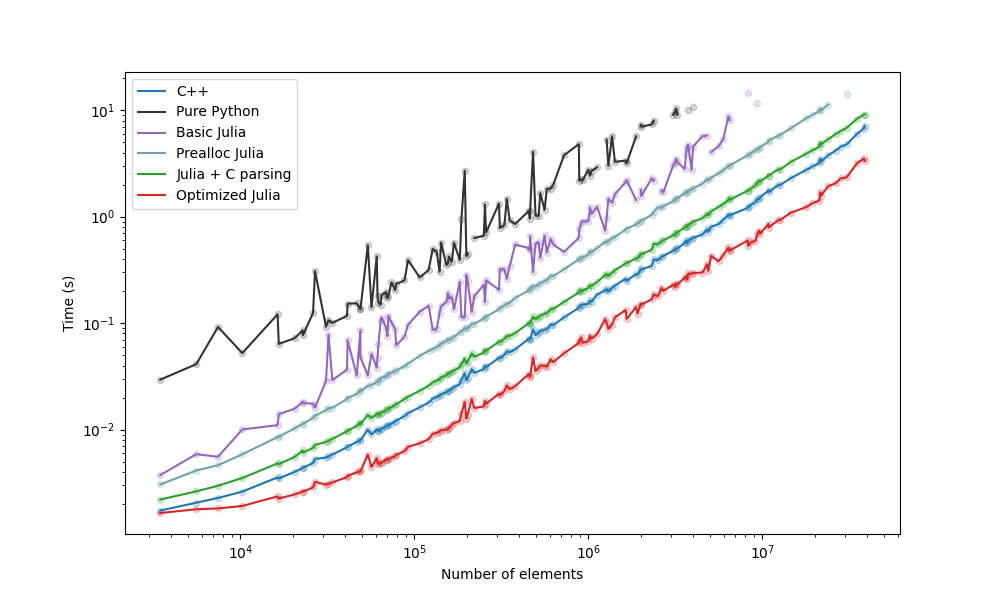 C++
Pure Python
Basic Julia
Prealloc Julia
Julia + C parsing
Optimized Julia
10¹
10⁰
10⁻¹
10⁻²
Time (s)
10⁴ 10⁵ 10⁶ 10⁷
Number of elements